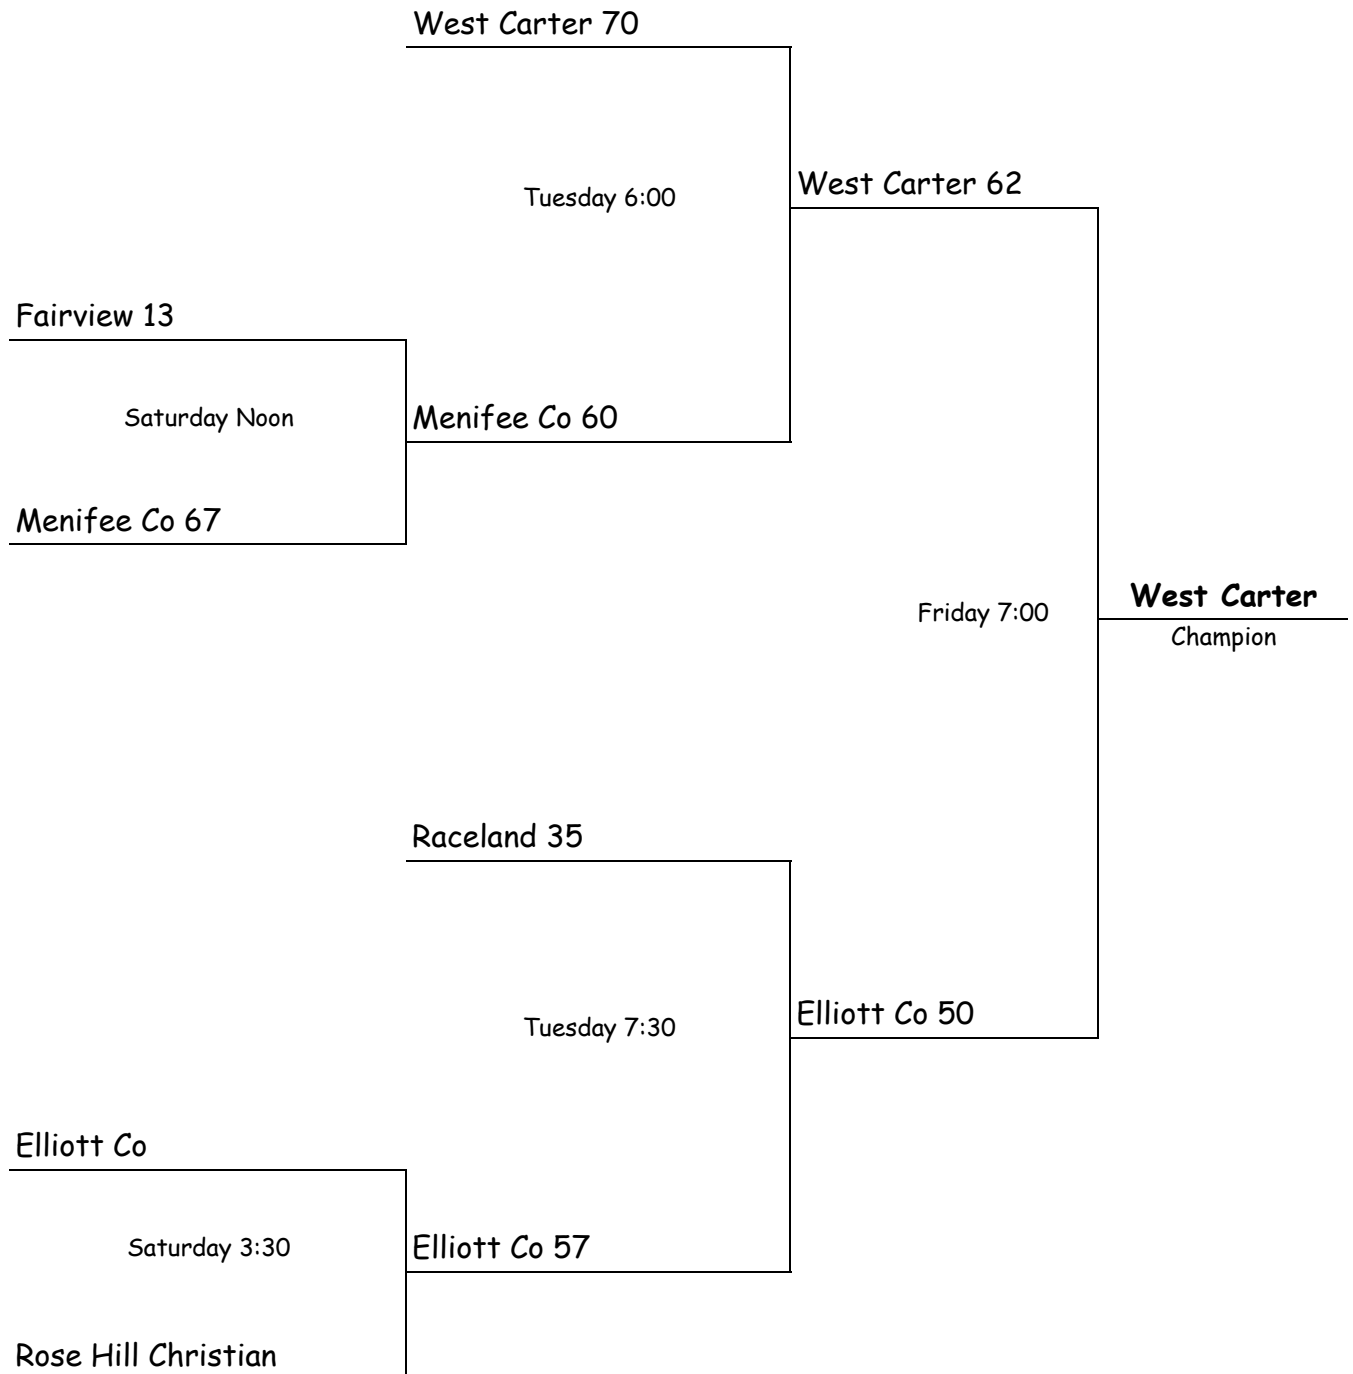 West Carter 70
Tuesday 6:00
West Carter 62
Fairview 13
Saturday Noon
Menifee Co 60
Menifee Co 67
Friday 7:00
West Carter
Champion
Raceland 35
Tuesday 7:30
Elliott Co 50
Elliott Co
Saturday 3:30
Elliott Co 57
Rose Hill Christian